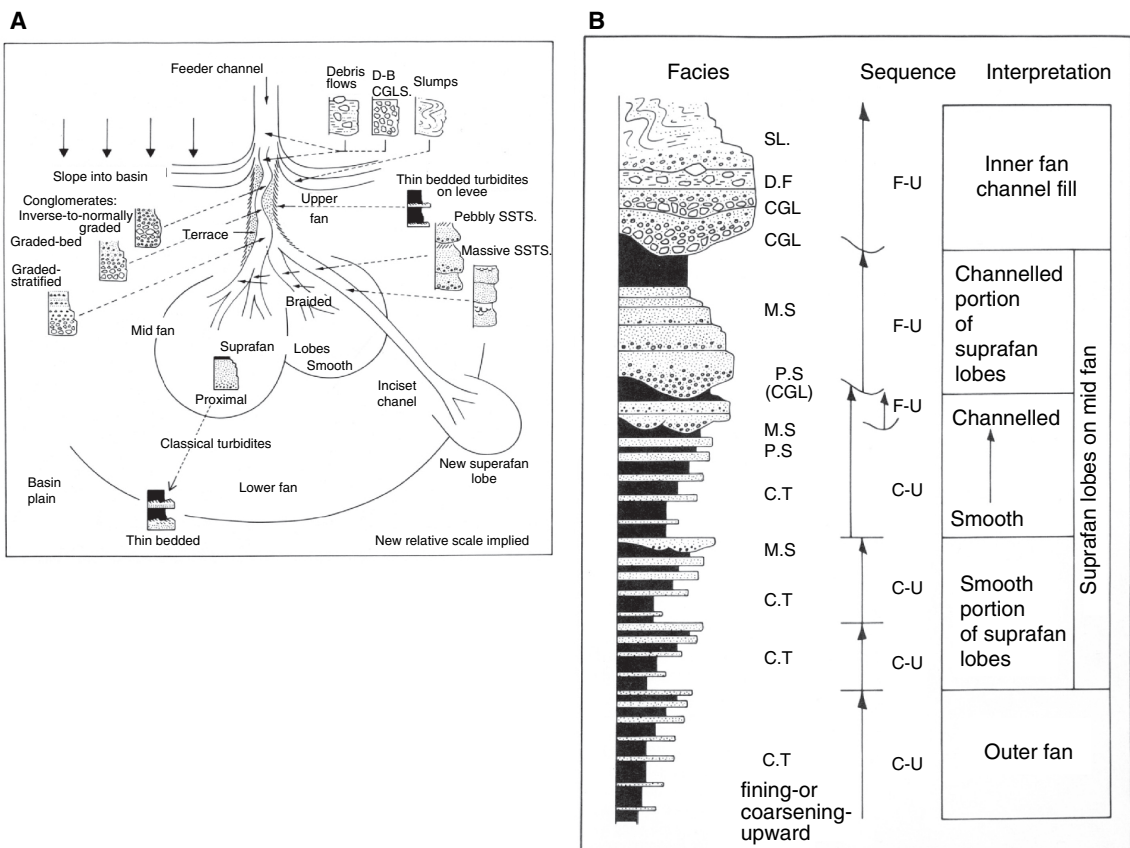 A
Feeder channel
Debris
flows
D-B
CGLS.
Slumps
Slope into basin
Thin bedded turbidites
on levee
Conglomerates:
Inverse-to-normally
graded
Upper
fan
Pebbly SSTS.
Graded-bed
Terrace
Massive SSTS.
Graded-
stratified
Braided
Mid fan
Suprafan
Lobes
Smooth
Inciset
chanel
Proximal
Classical turbidites
New superafan
lobe
Basin
plain
Lower fan
Thin bedded
New relative scale implied
B
Facies
Sequence
Interpretation
SL.
D.F
CGL
CGL
F-U
Inner fan
channel fill
M.S
P.S
(CGL)
F-U
Channelled
portion
of
suprafan
lobes
F-U
M.S
P.S
C.T
C-U
Channelled
Smooth
M.S
C.T
C-U
C.T
C-U
Smooth
portion
of suprafan
lobes
Suprafan lobes on mid fan
C.T
C-U
Outer fan
fining-or
coarsening-
upward